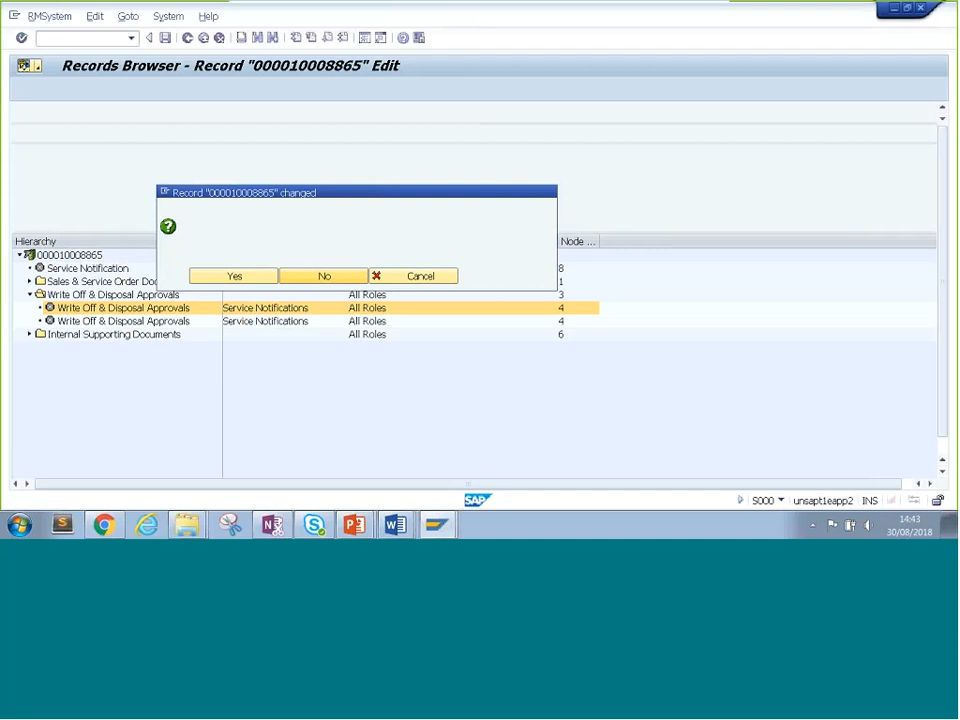 RMSystem Edit Goto System Help
Records Browser - Record "000010008865" Edit
Record "000010008865" changed
Yes No Cancel
Hierarchy Node ...
000010008865
Service Notification 8
Sales & Service Order Doc 1
Write Off & Disposal Approvals All Roles 3
Write Off & Disposal Approvals Service Notifications All Roles 4
Write Off & Disposal Approvals Service Notifications All Roles 4
Internal Supporting Documents All Roles 6
SAP
S000 unsapt1eapp2 INS
14:43
30/08/2018